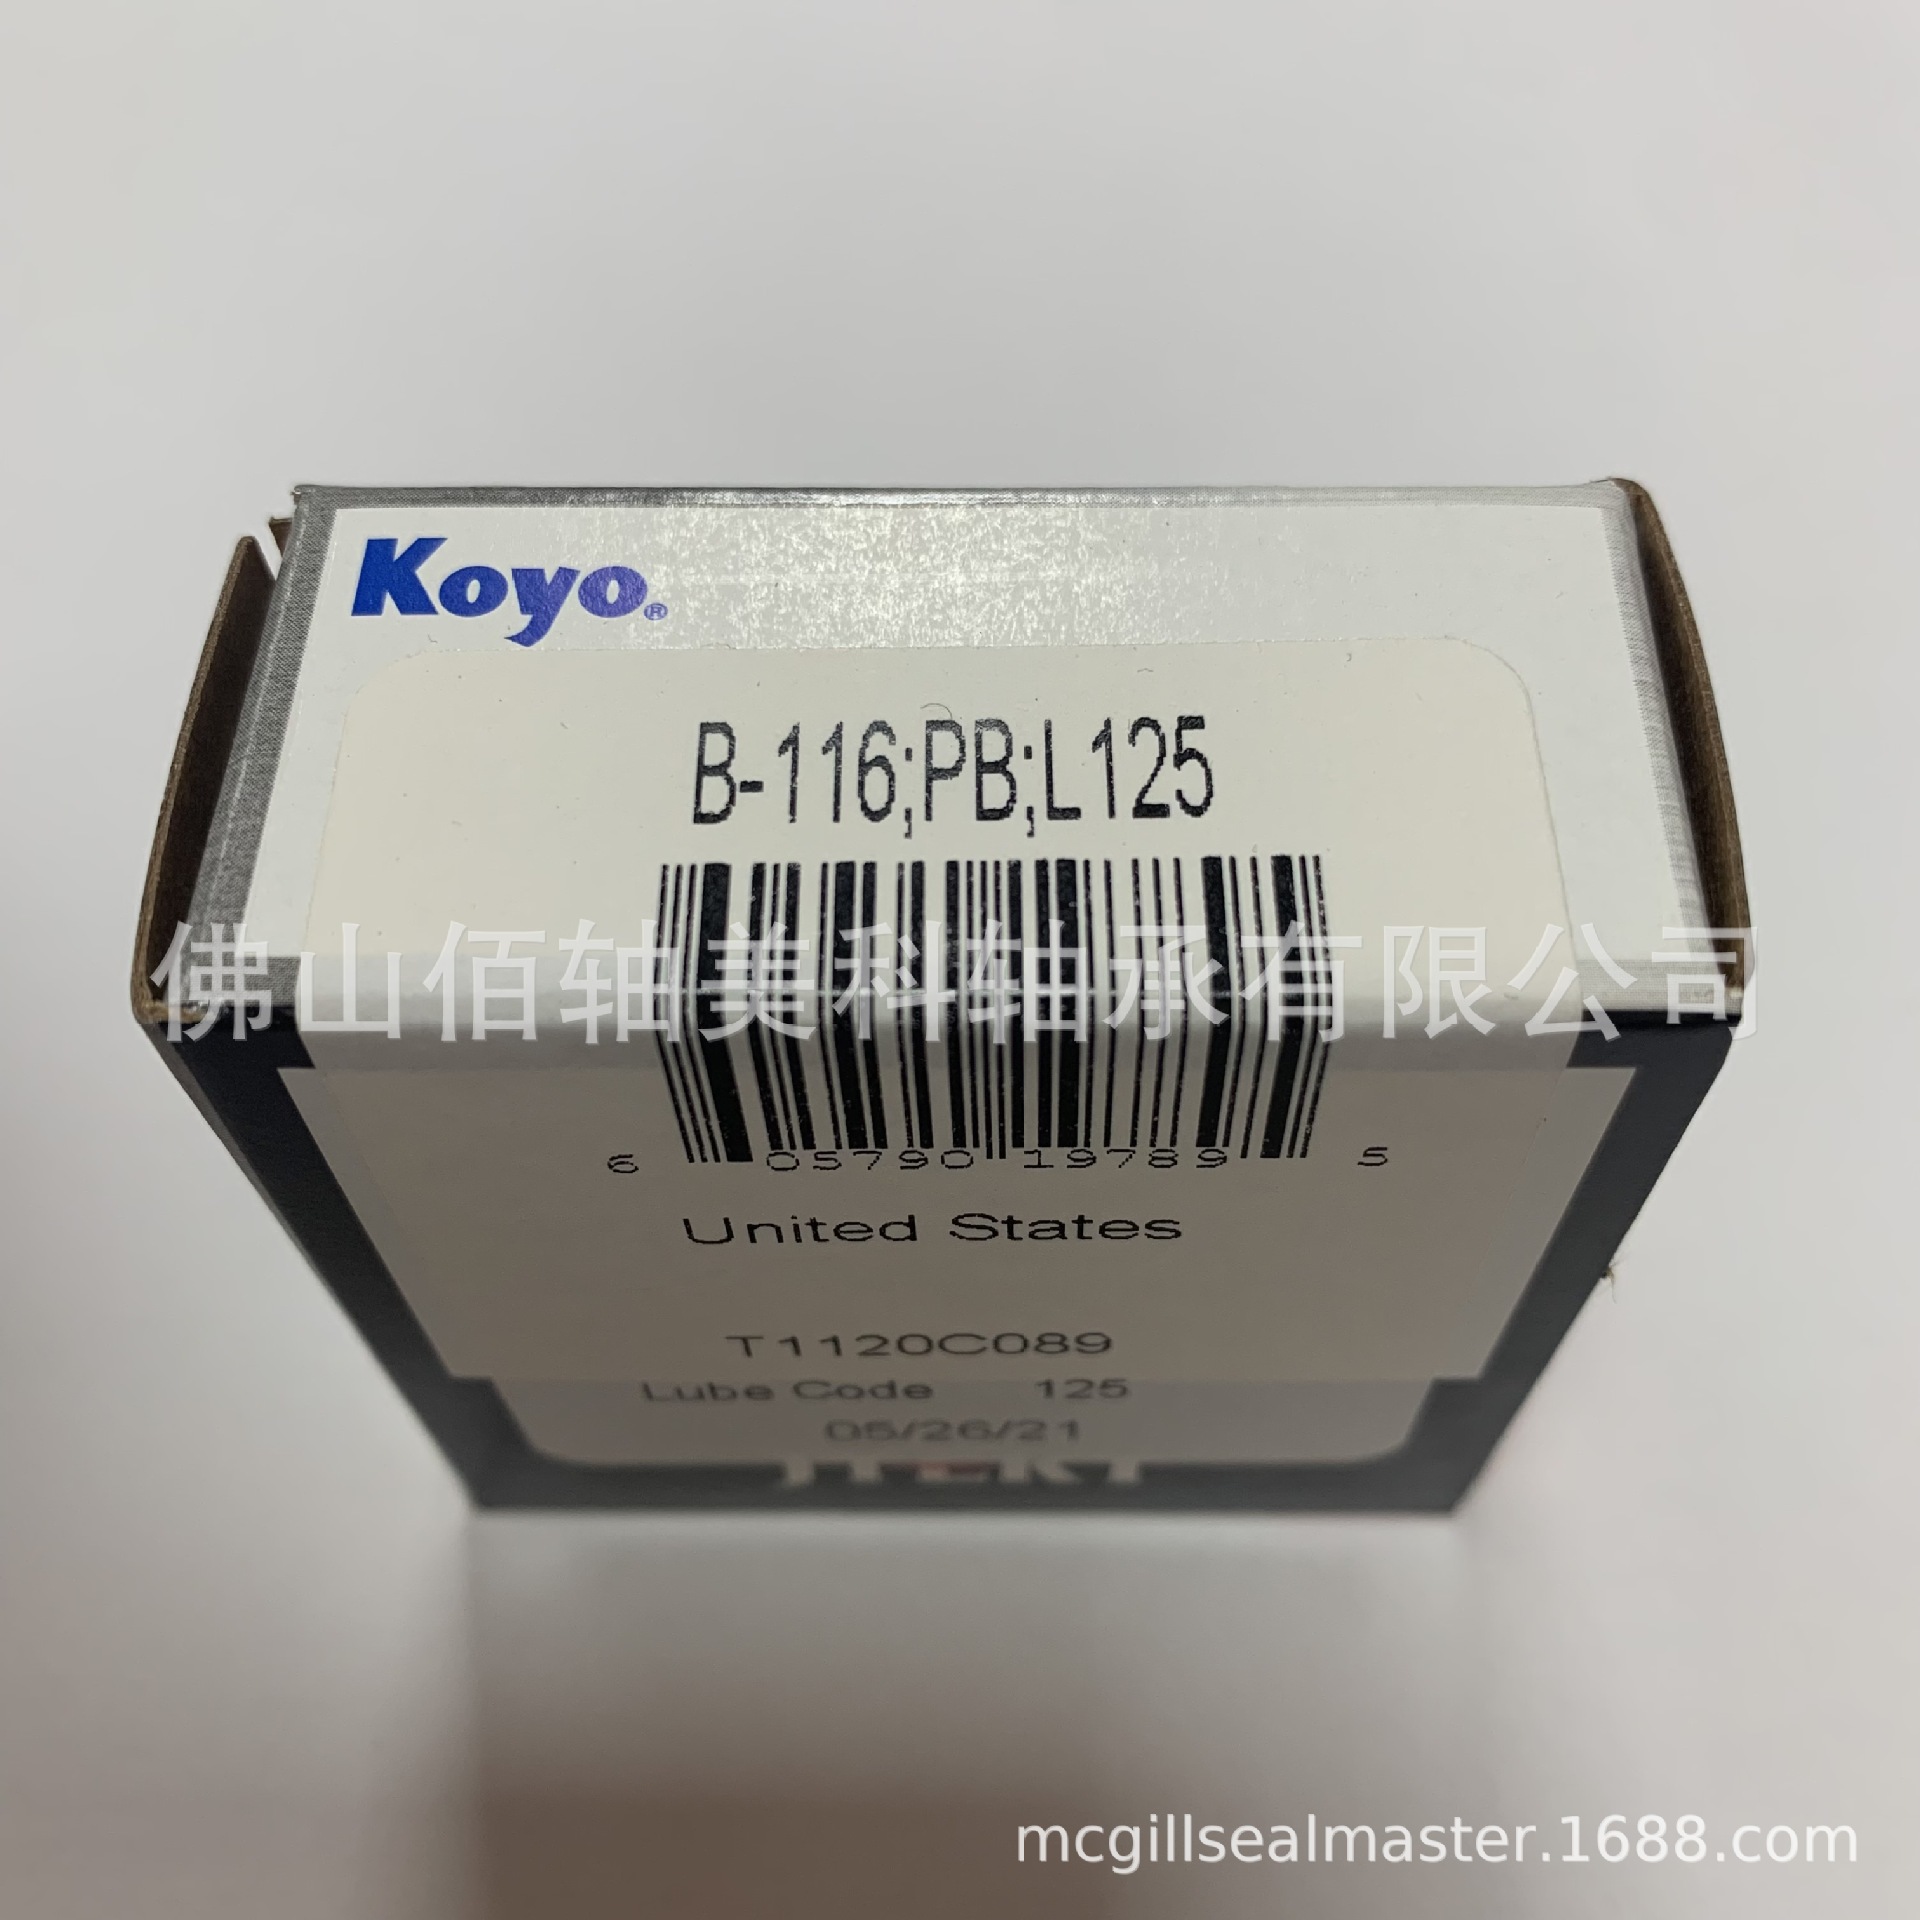 Koyo®
B-116;PB;L125
佛山佰轴美科轴承有限公司
6 05790 19789 5
United States
T1120C089
Lube Code 125
05/26/21
JTEKT
mcgillsealmaster.1688.com